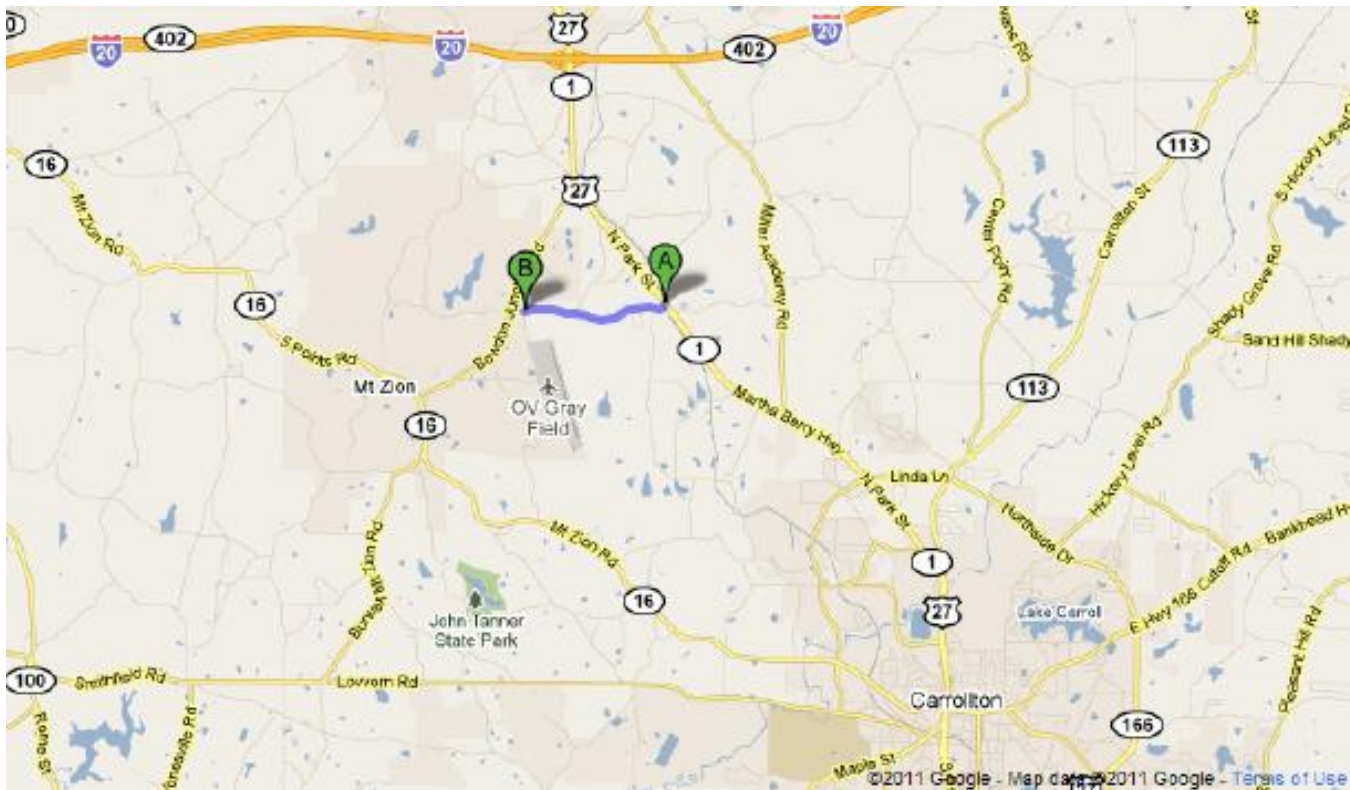 27
20
402
20
20
402
1
113
16
27
Mt Zion Rd
N Park St
Miller Academy Rd
Center Point Rd
Carrollton St
S Hickory Level Rd
Shady Grove Rd
B
A
16
1
Sand Hill Shady
5 Points Rd
Mt Zion
OV Gray
Field
113
Martha Berry Hwy
16
Linda Ln
N Park St
Northside Dr
Hickory Level Rd
Bankhead H
Mt Zion Rd
1
E Hwy 166 Cutoff Rd
16
27
Lake Carroll
John Tanner
State Park
Pleasant Hill Rd
100
Smithfield Rd
Lovvorn Rd
Carrollton
166
Maple St
©2011 Google - Map data ©2011 Google - Terms of Use